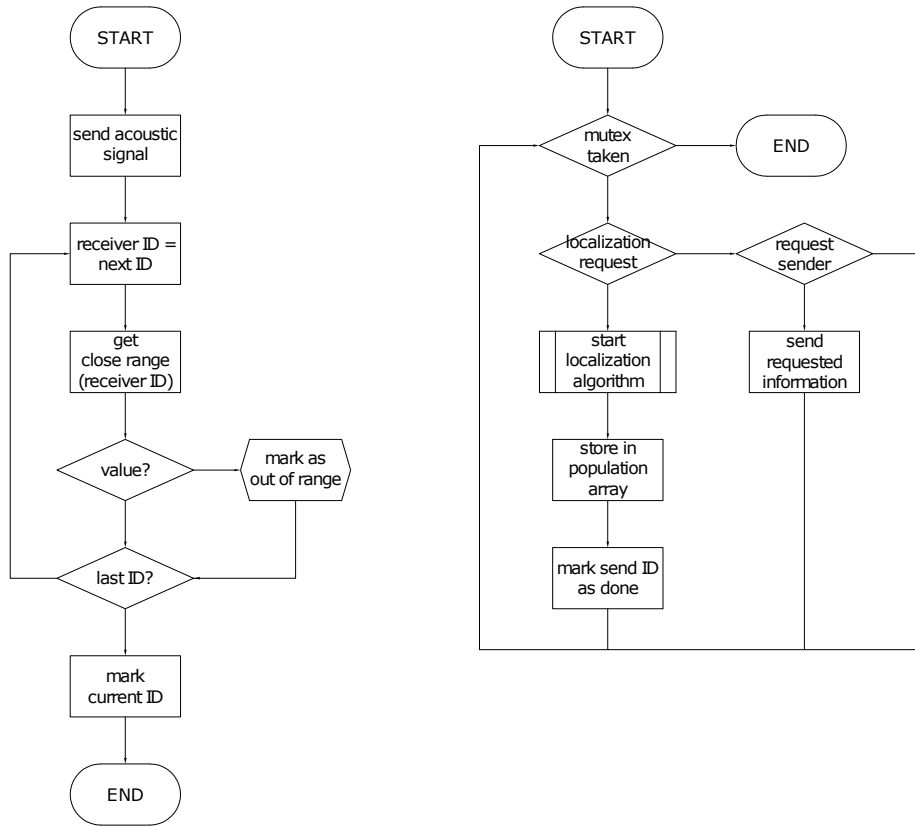 START
send acoustic
signal
receiver ID =
next ID
get
close range
(receiver ID)
value?
mark as
out of range
last ID?
mark
current ID
END
START
mutex
taken
END
localization
request
request
sender
start
localization
algorithm
send
requested
information
store in
population
array
mark send ID
as done